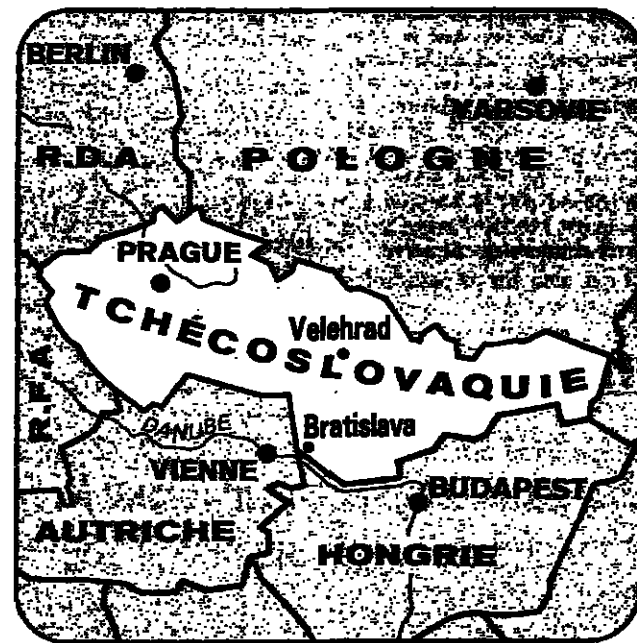 BERLIN
VARSOVIE
R.D.A.
POLOGNE
PRAGUE
TCHÉCOSLOVAQUIE
Velehrad
R.F.A.
DANUBE
Bratislava
VIENNE
BUDAPEST
AUTRICHE
HONGRIE